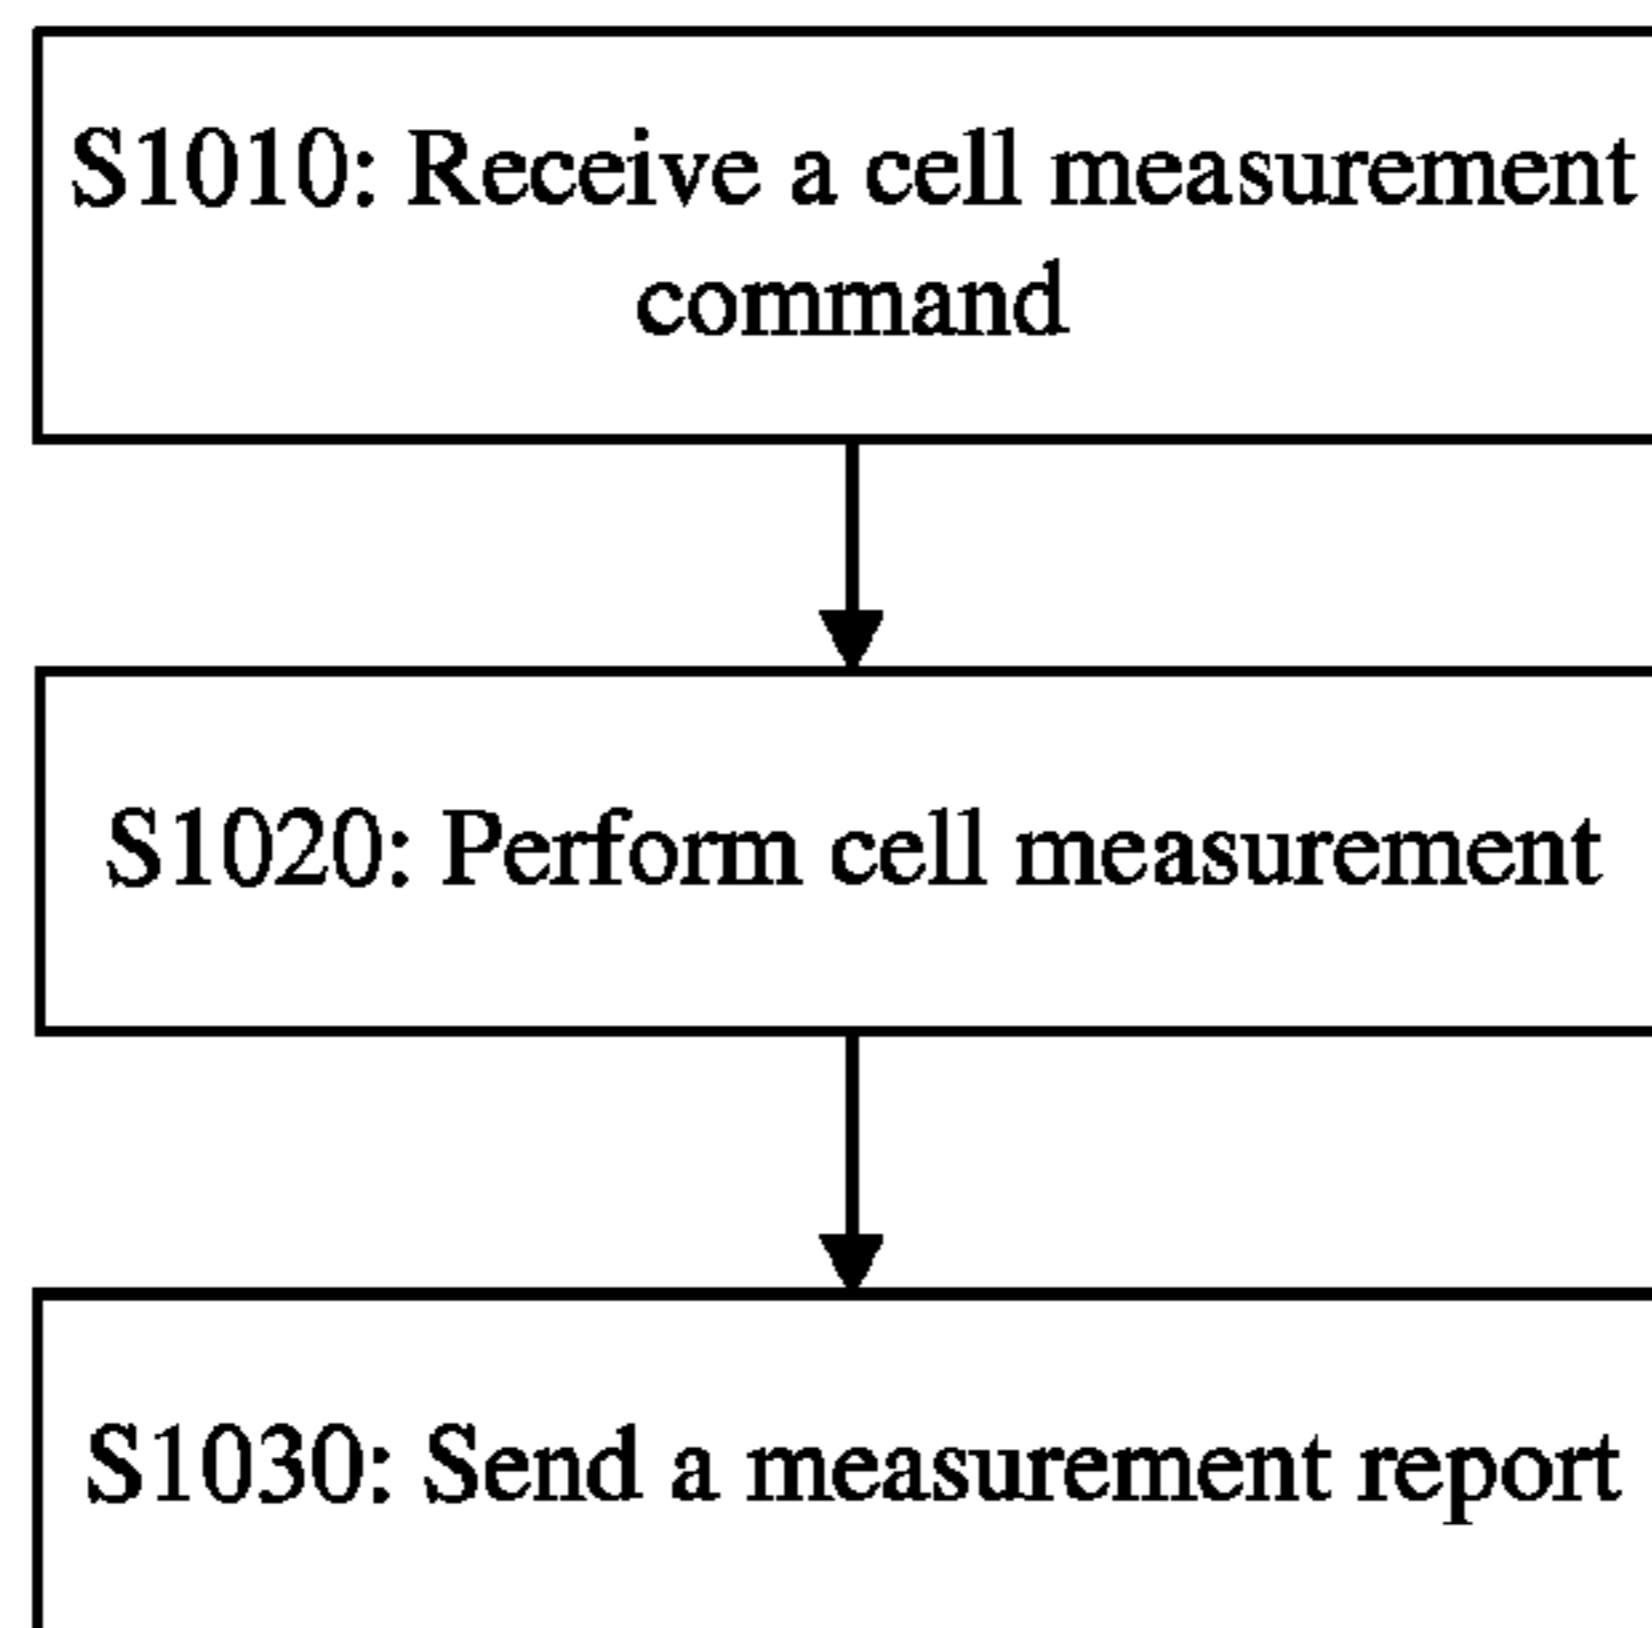 S1010: Receive a cell measurement
command
S1020: Perform cell measurement
S1030: Send a measurement report